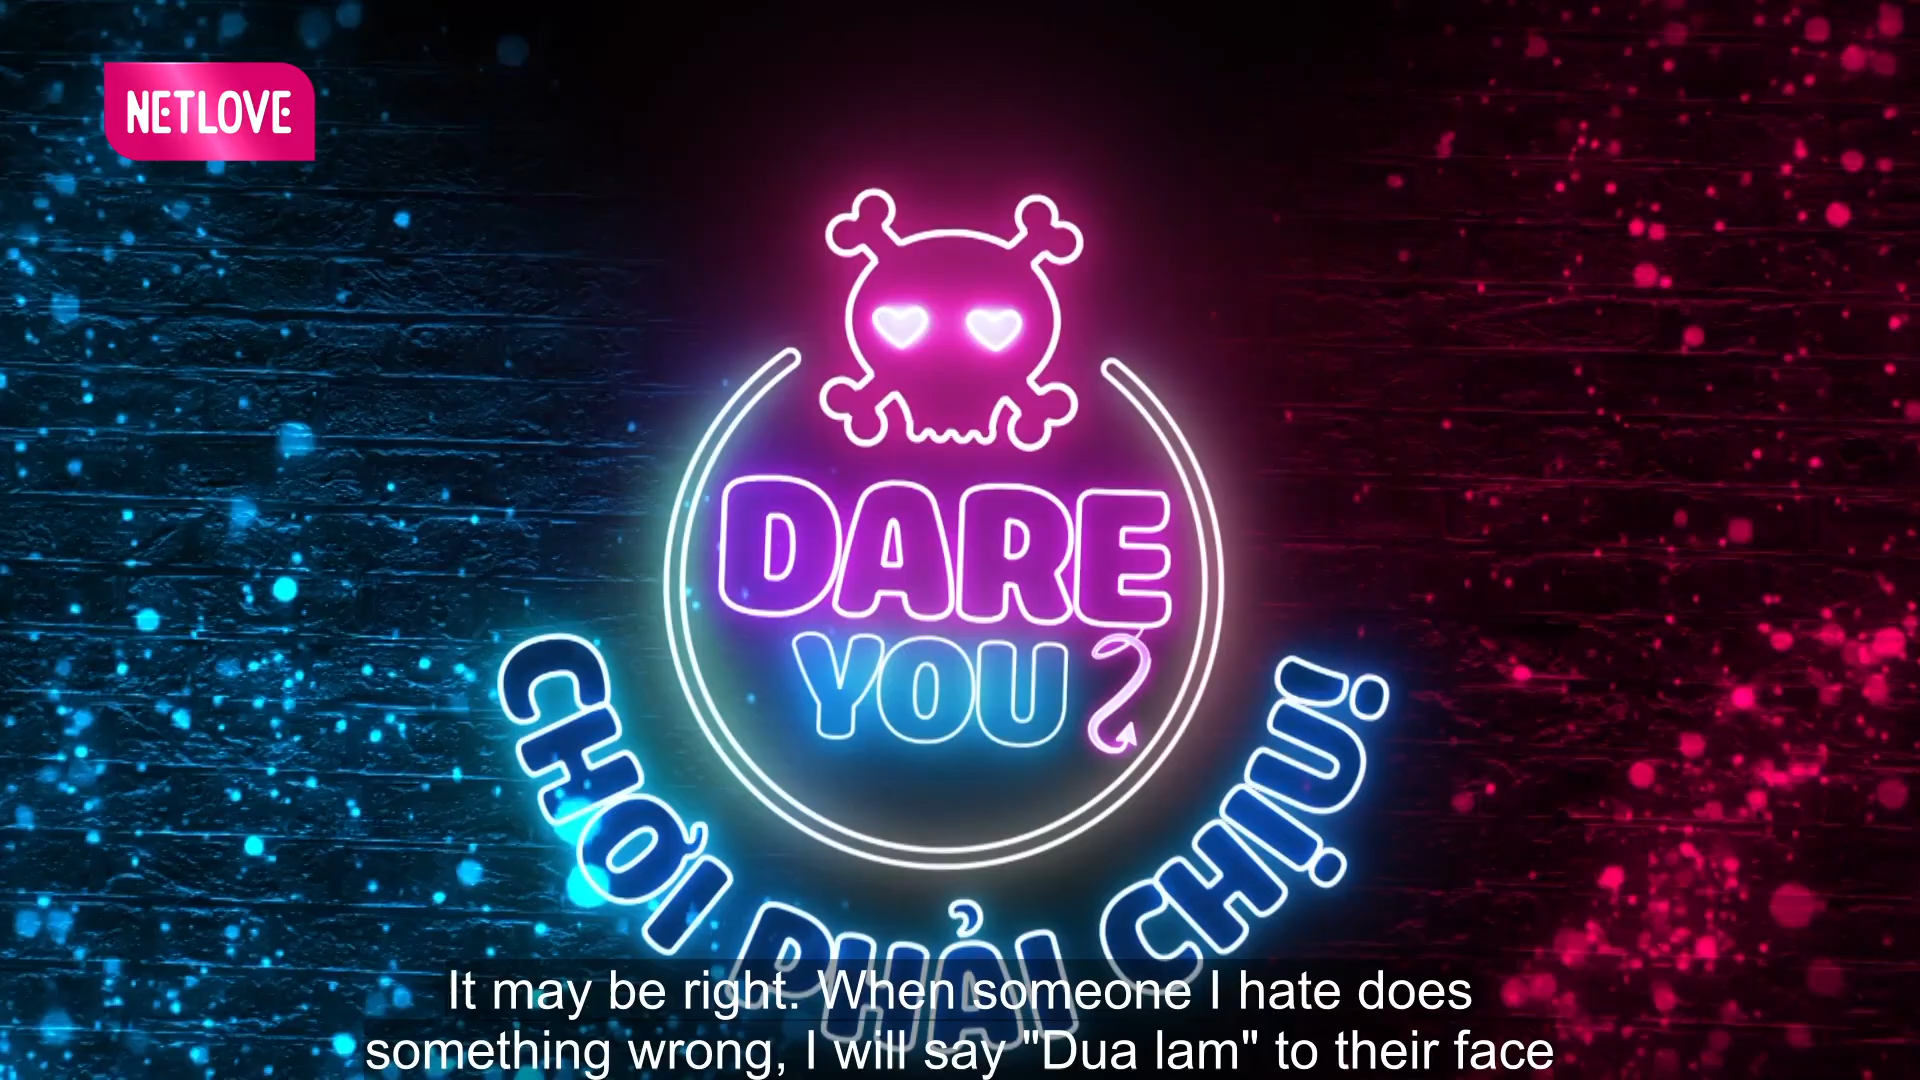 NETLOVE
DARE
YOU
CHƠI PHẢI CHỊU!
It may be right. When someone I hate does
something wrong, I will say "Dua lam" to their face